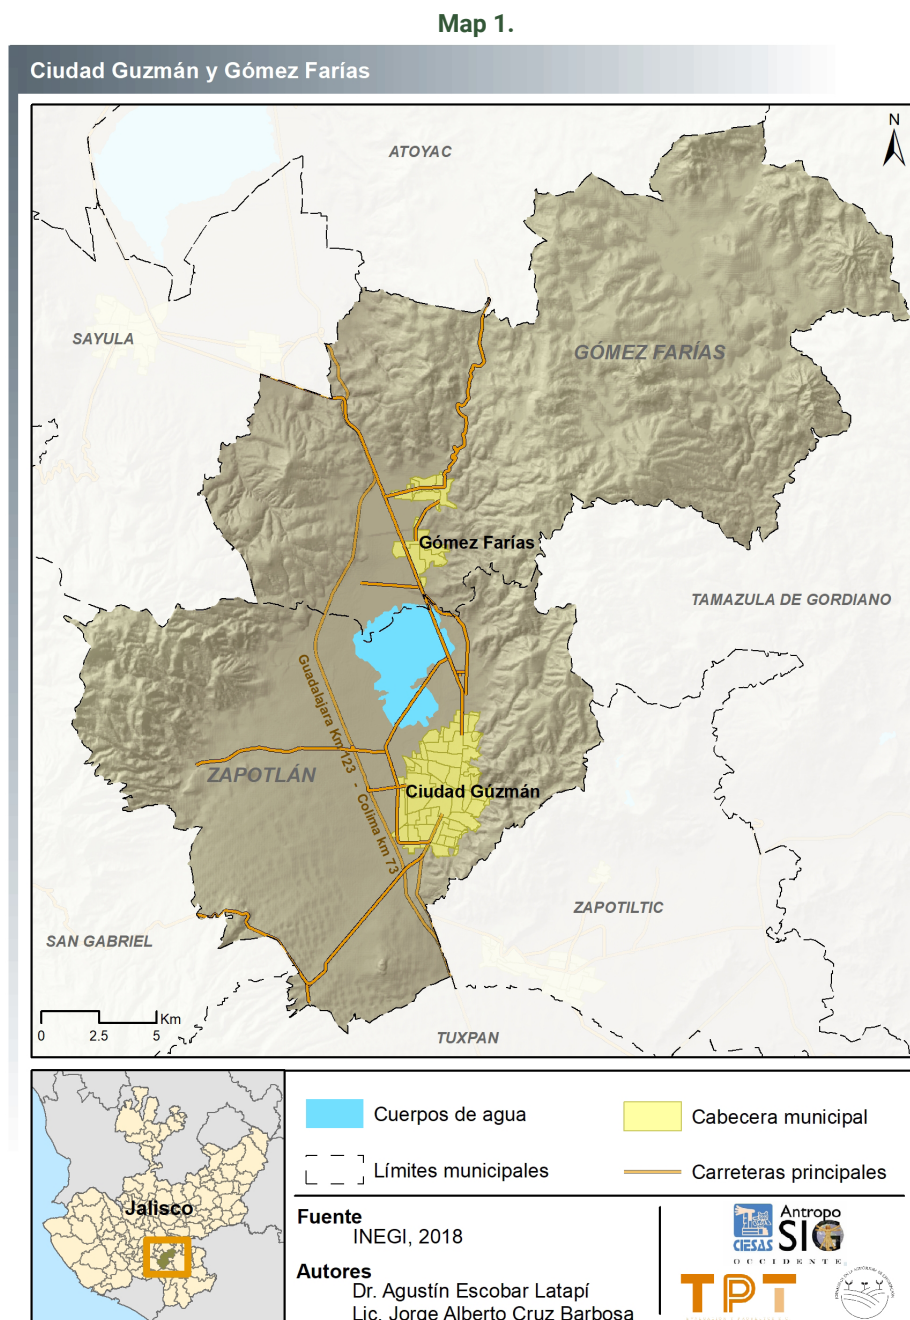 Map 1.
Ciudad Guzmán y Gómez Farías
N
ATOYAC
SAYULA
GÓMEZ FARÍAS
Gómez Farías
TAMAZULA DE GORDIANO
Guadalajara Km 123 - Colima km 73
ZAPOTLÁN
Ciudad Guzmán
ZAPOTILTIC
SAN GABRIEL
TUXPAN
Km
0 2.5 5
Jalisco
Cuerpos de agua
Cabecera municipal
Límites municipales
Carreteras principales
Fuente
INEGI, 2018
Autores
Dr. Agustín Escobar Latapí
Lic. Jorge Alberto Cruz Barbosa
CIESAS
Antropo
SIG
OCCIDENTE
TPT